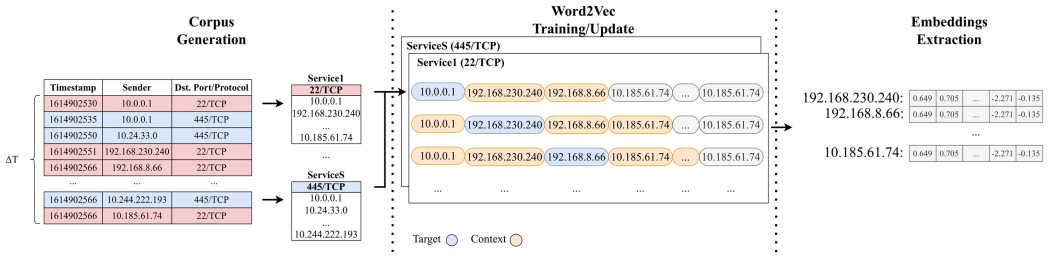 Corpus
Generation
Word2Vec
Training/Update
Embeddings
Extraction
Timestamp Sender Dst. Port/Protocol
1614902530 10.0.0.1 22/TCP
1614902535 10.0.0.1 445/TCP
1614902550 10.24.33.0 445/TCP
1614902551 192.168.230.240 22/TCP
1614902566 192.168.8.66 22/TCP
... ... ...
1614902566 10.244.222.193 445/TCP
1614902566 10.185.61.74 22/TCP
ΔT
Service1
22/TCP
10.0.0.1
192.168.230.240
...
10.185.61.74
...
ServiceS
445/TCP
10.0.0.1
10.24.33.0
...
10.244.222.193
ServiceS (445/TCP)
Service1 (22/TCP)
10.0.0.1 192.168.230.240 192.168.8.66 10.185.61.74 ... 10.185.61.74
10.0.0.1 192.168.230.240 192.168.8.66 10.185.61.74 ... 10.185.61.74
10.0.0.1 192.168.230.240 192.168.8.66 10.185.61.74 ... 10.185.61.74
... ... ... ... ...
Target Context
192.168.230.240: 0.649 0.705 ... -2.271 -0.135
192.168.8.66: 0.649 0.705 ... -2.271 -0.135
...
10.185.61.74: 0.649 0.705 ... -2.271 -0.135